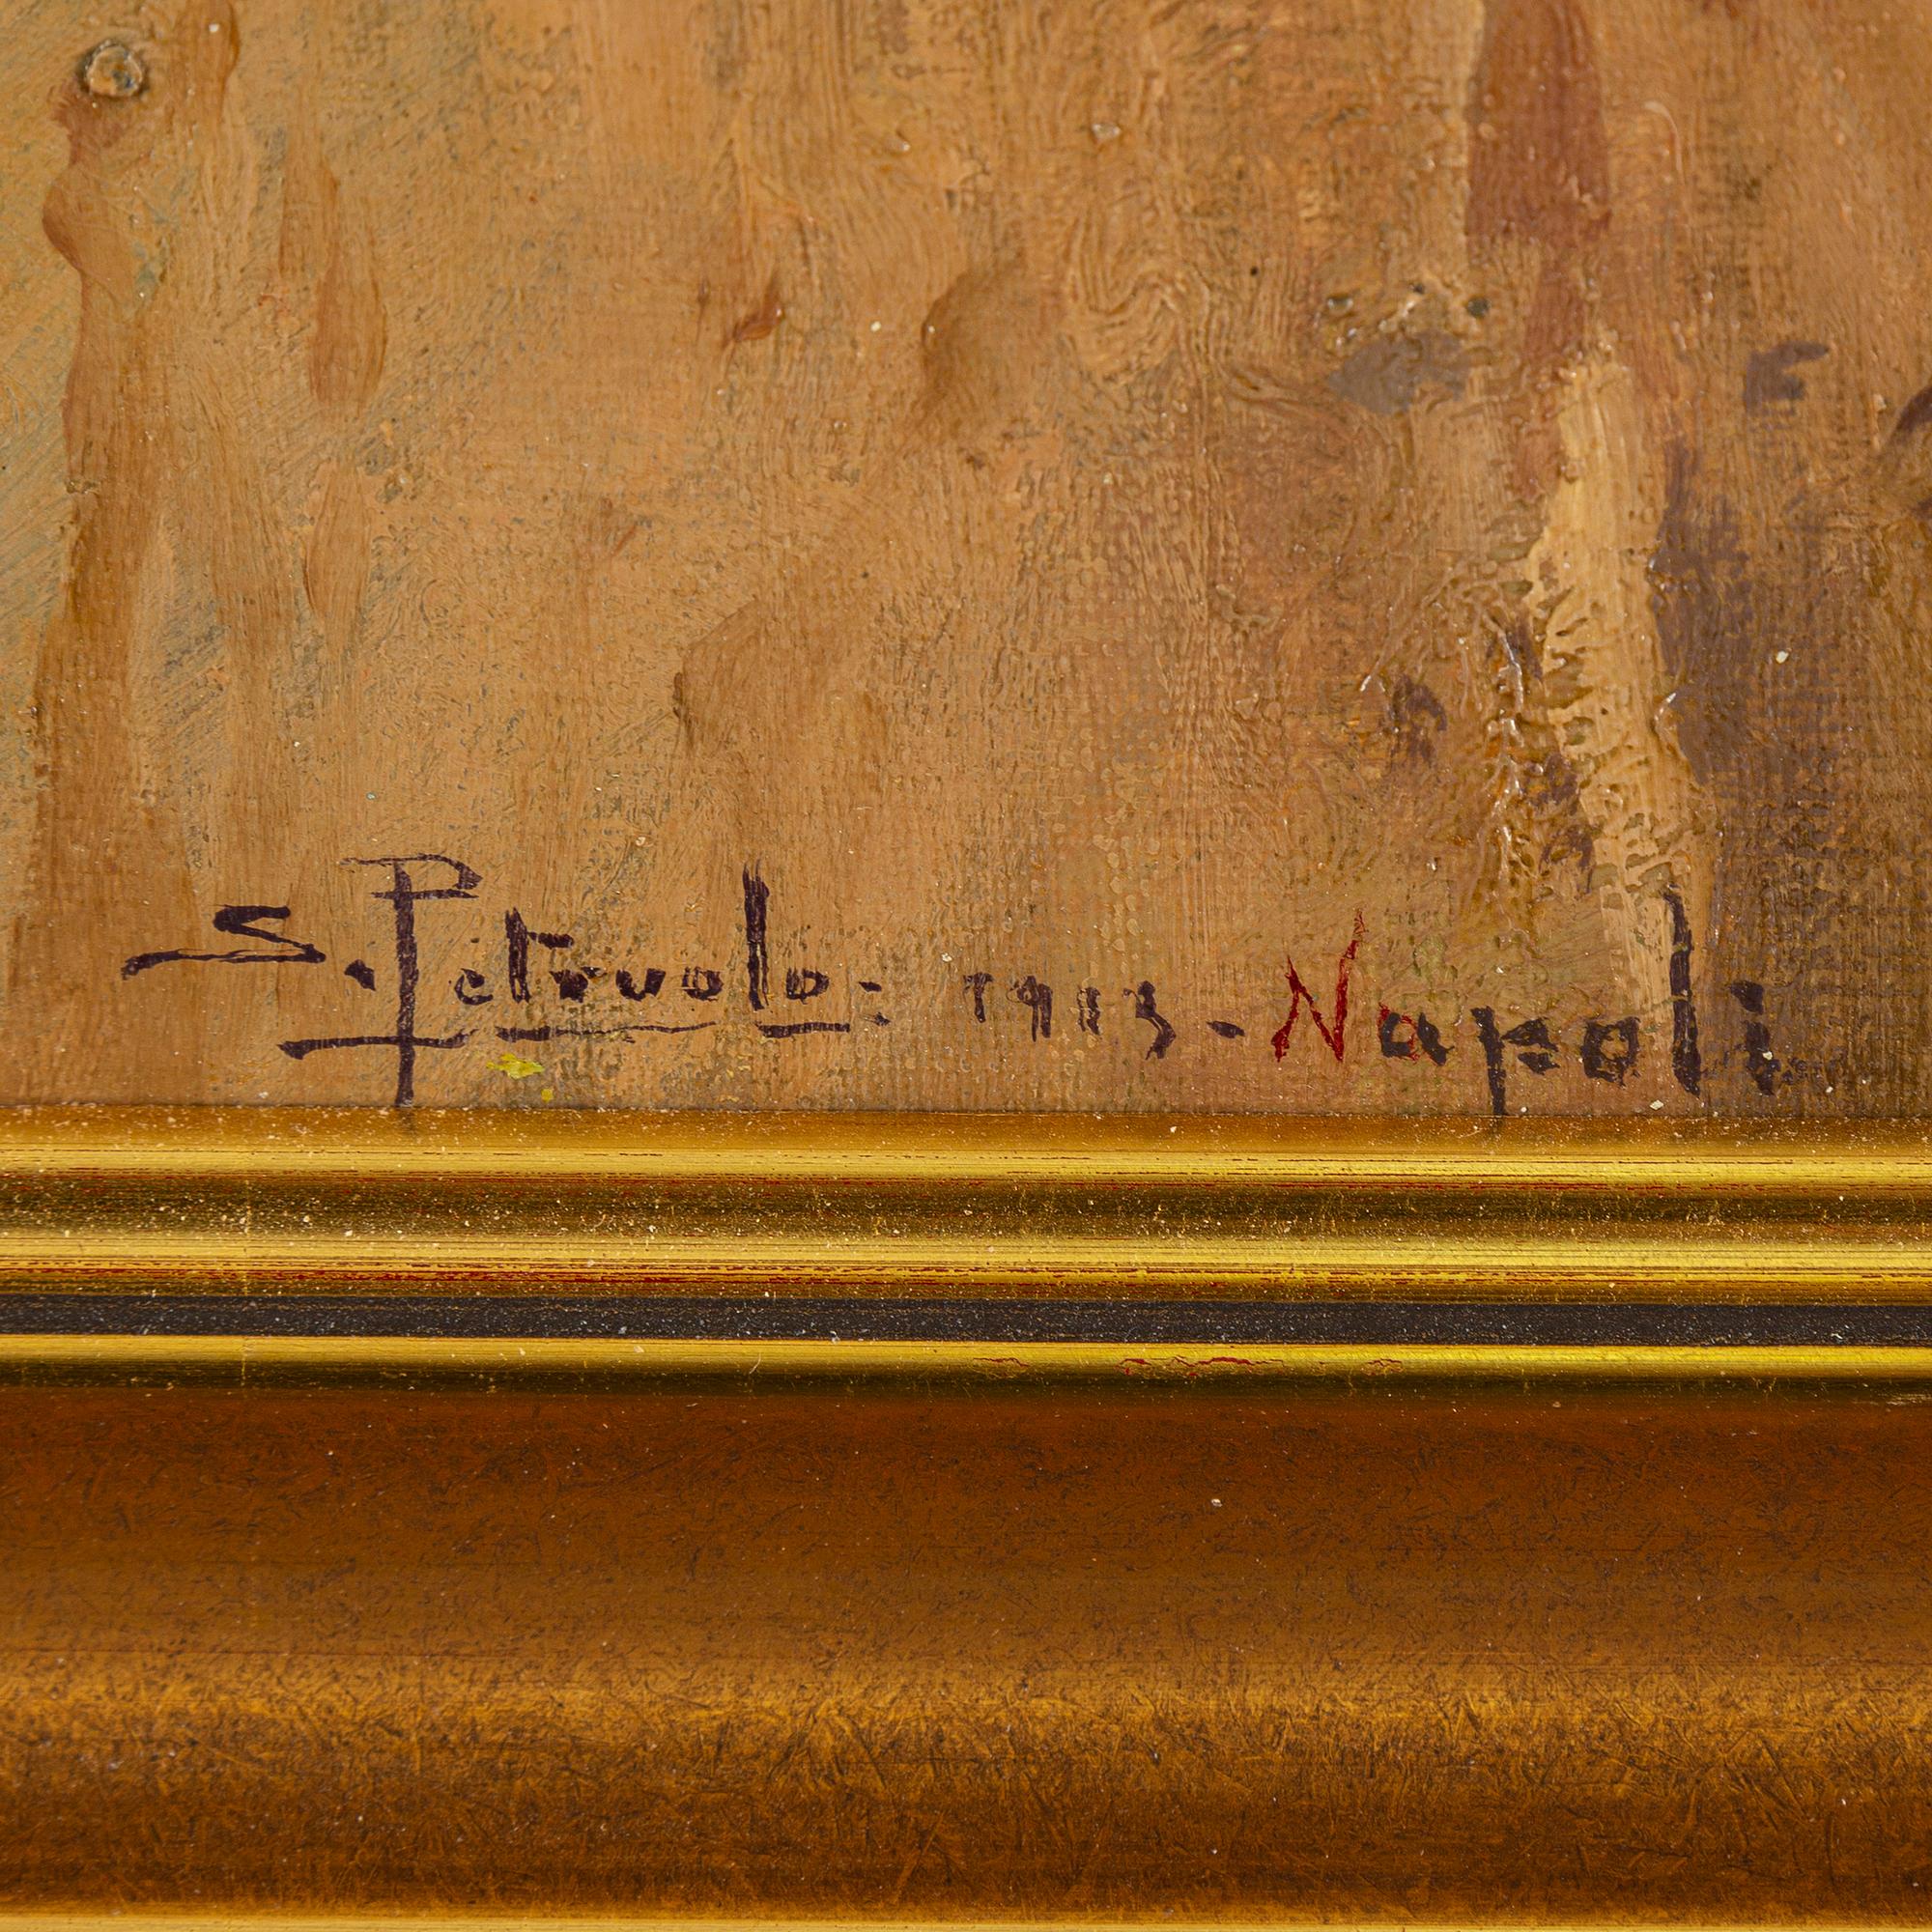 S. Petruolo: 1913 - Napoli